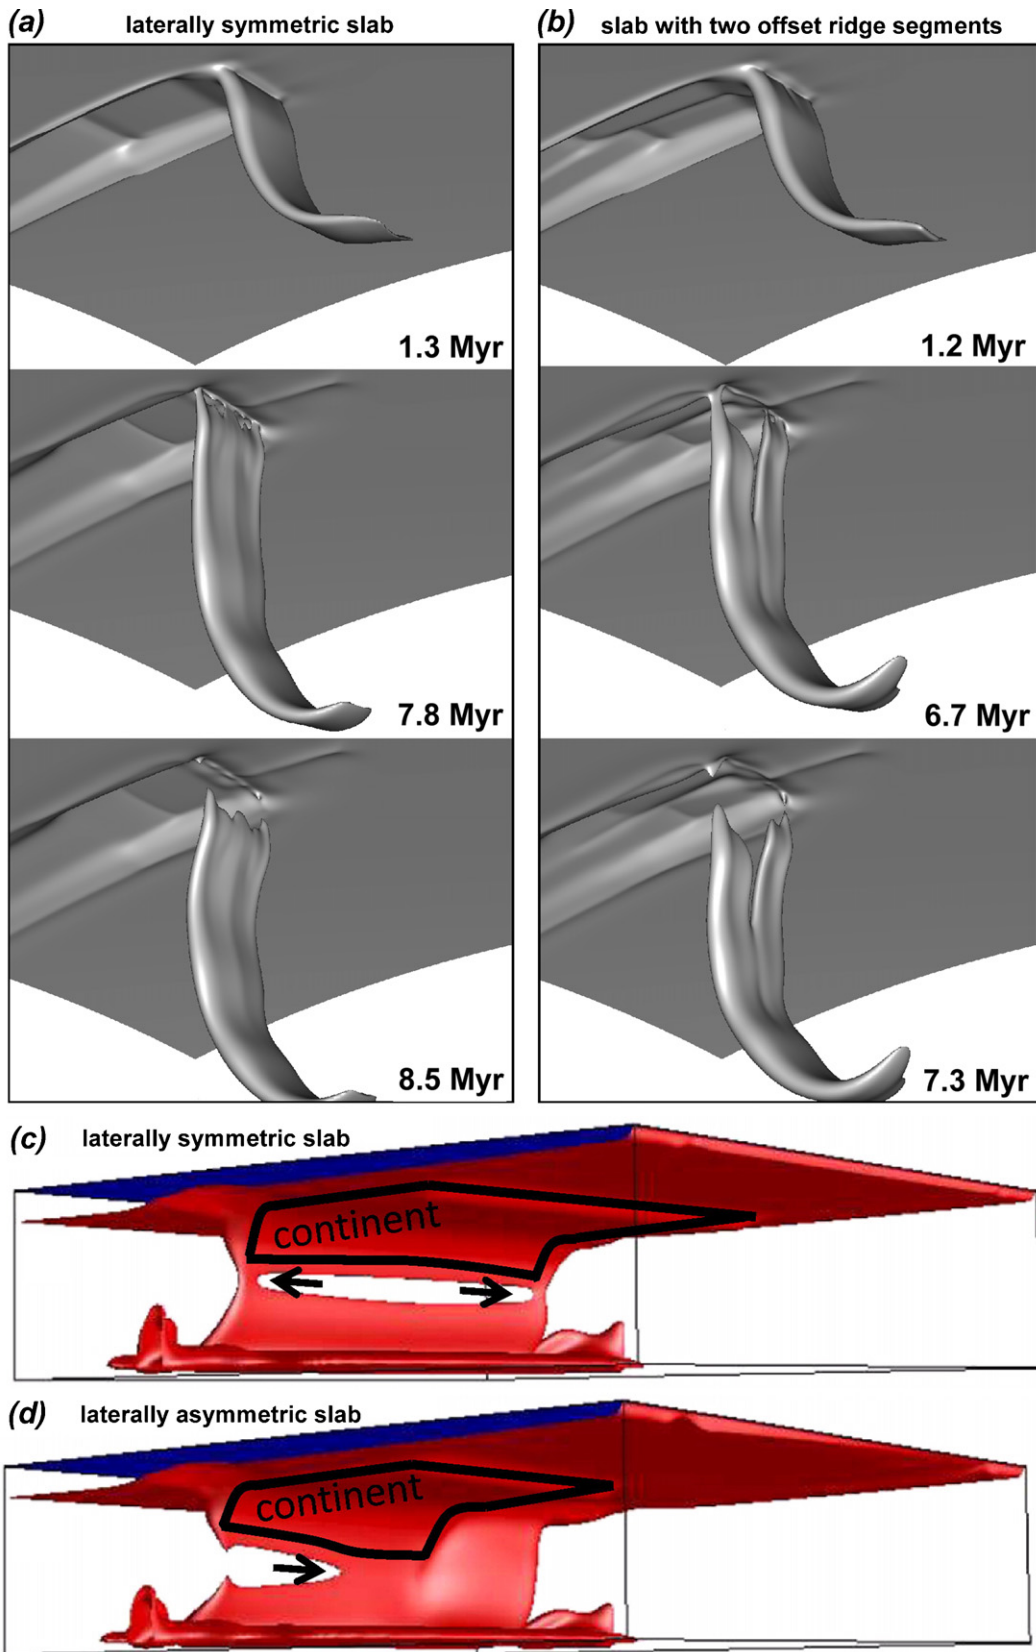 (a) laterally symmetric slab
(b) slab with two offset ridge segments
1.3 Myr
1.2 Myr
7.8 Myr
6.7 Myr
8.5 Myr
7.3 Myr
(c) laterally symmetric slab
continent
(d) laterally asymmetric slab
continent